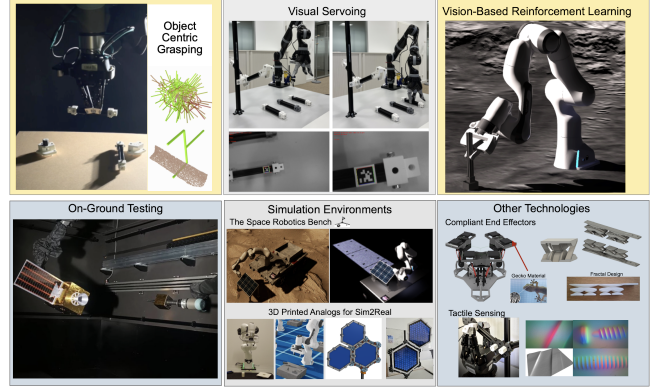 Object
Centric
Grasping
Visual Servoing
Vision-Based Reinforcement Learning
On-Ground Testing
Simulation Environments
The Space Robotics Bench
3D Printed Analogs for Sim2Real
Other Technologies
Compliant End Effectors
Gecko Material
Fractal Design
Tactile Sensing